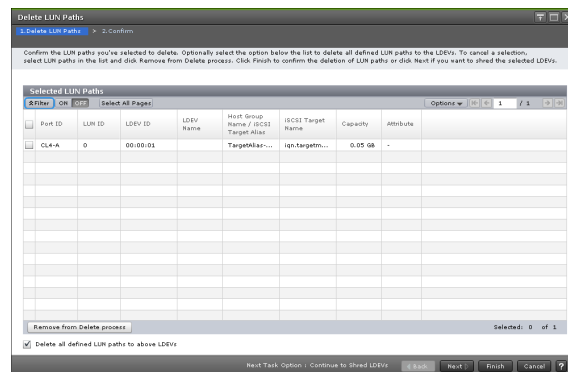 Delete LUN Paths
1.Delete LUN Paths > 2.Confirm
Confirm the LUN paths you've selected to delete. Optionally select the option below the list to delete all defined LUN paths to the LDEVs. To cancel a selection,
select LUN paths in the list and click Remove from Delete process. Click Finish to confirm the deletion of LUN paths or click Next if you want to shred the selected LDEVs.
Selected LUN Paths
Filter ON OFF Select All Pages Options 1 / 1
Port ID LUN ID LDEV ID LDEV Name Host Group Name / iSCSI Target Alias iSCSI Target Name Capacity Attribute
CL4-A 0 00:00:01 TargetAlias-... iqn.targetm... 0.05 GB -
Remove from Delete process Selected: 0 of 1
Delete all defined LUN paths to above LDEVs
Next Task Option : Continue to Shred LDEVs Back Next Finish Cancel ?